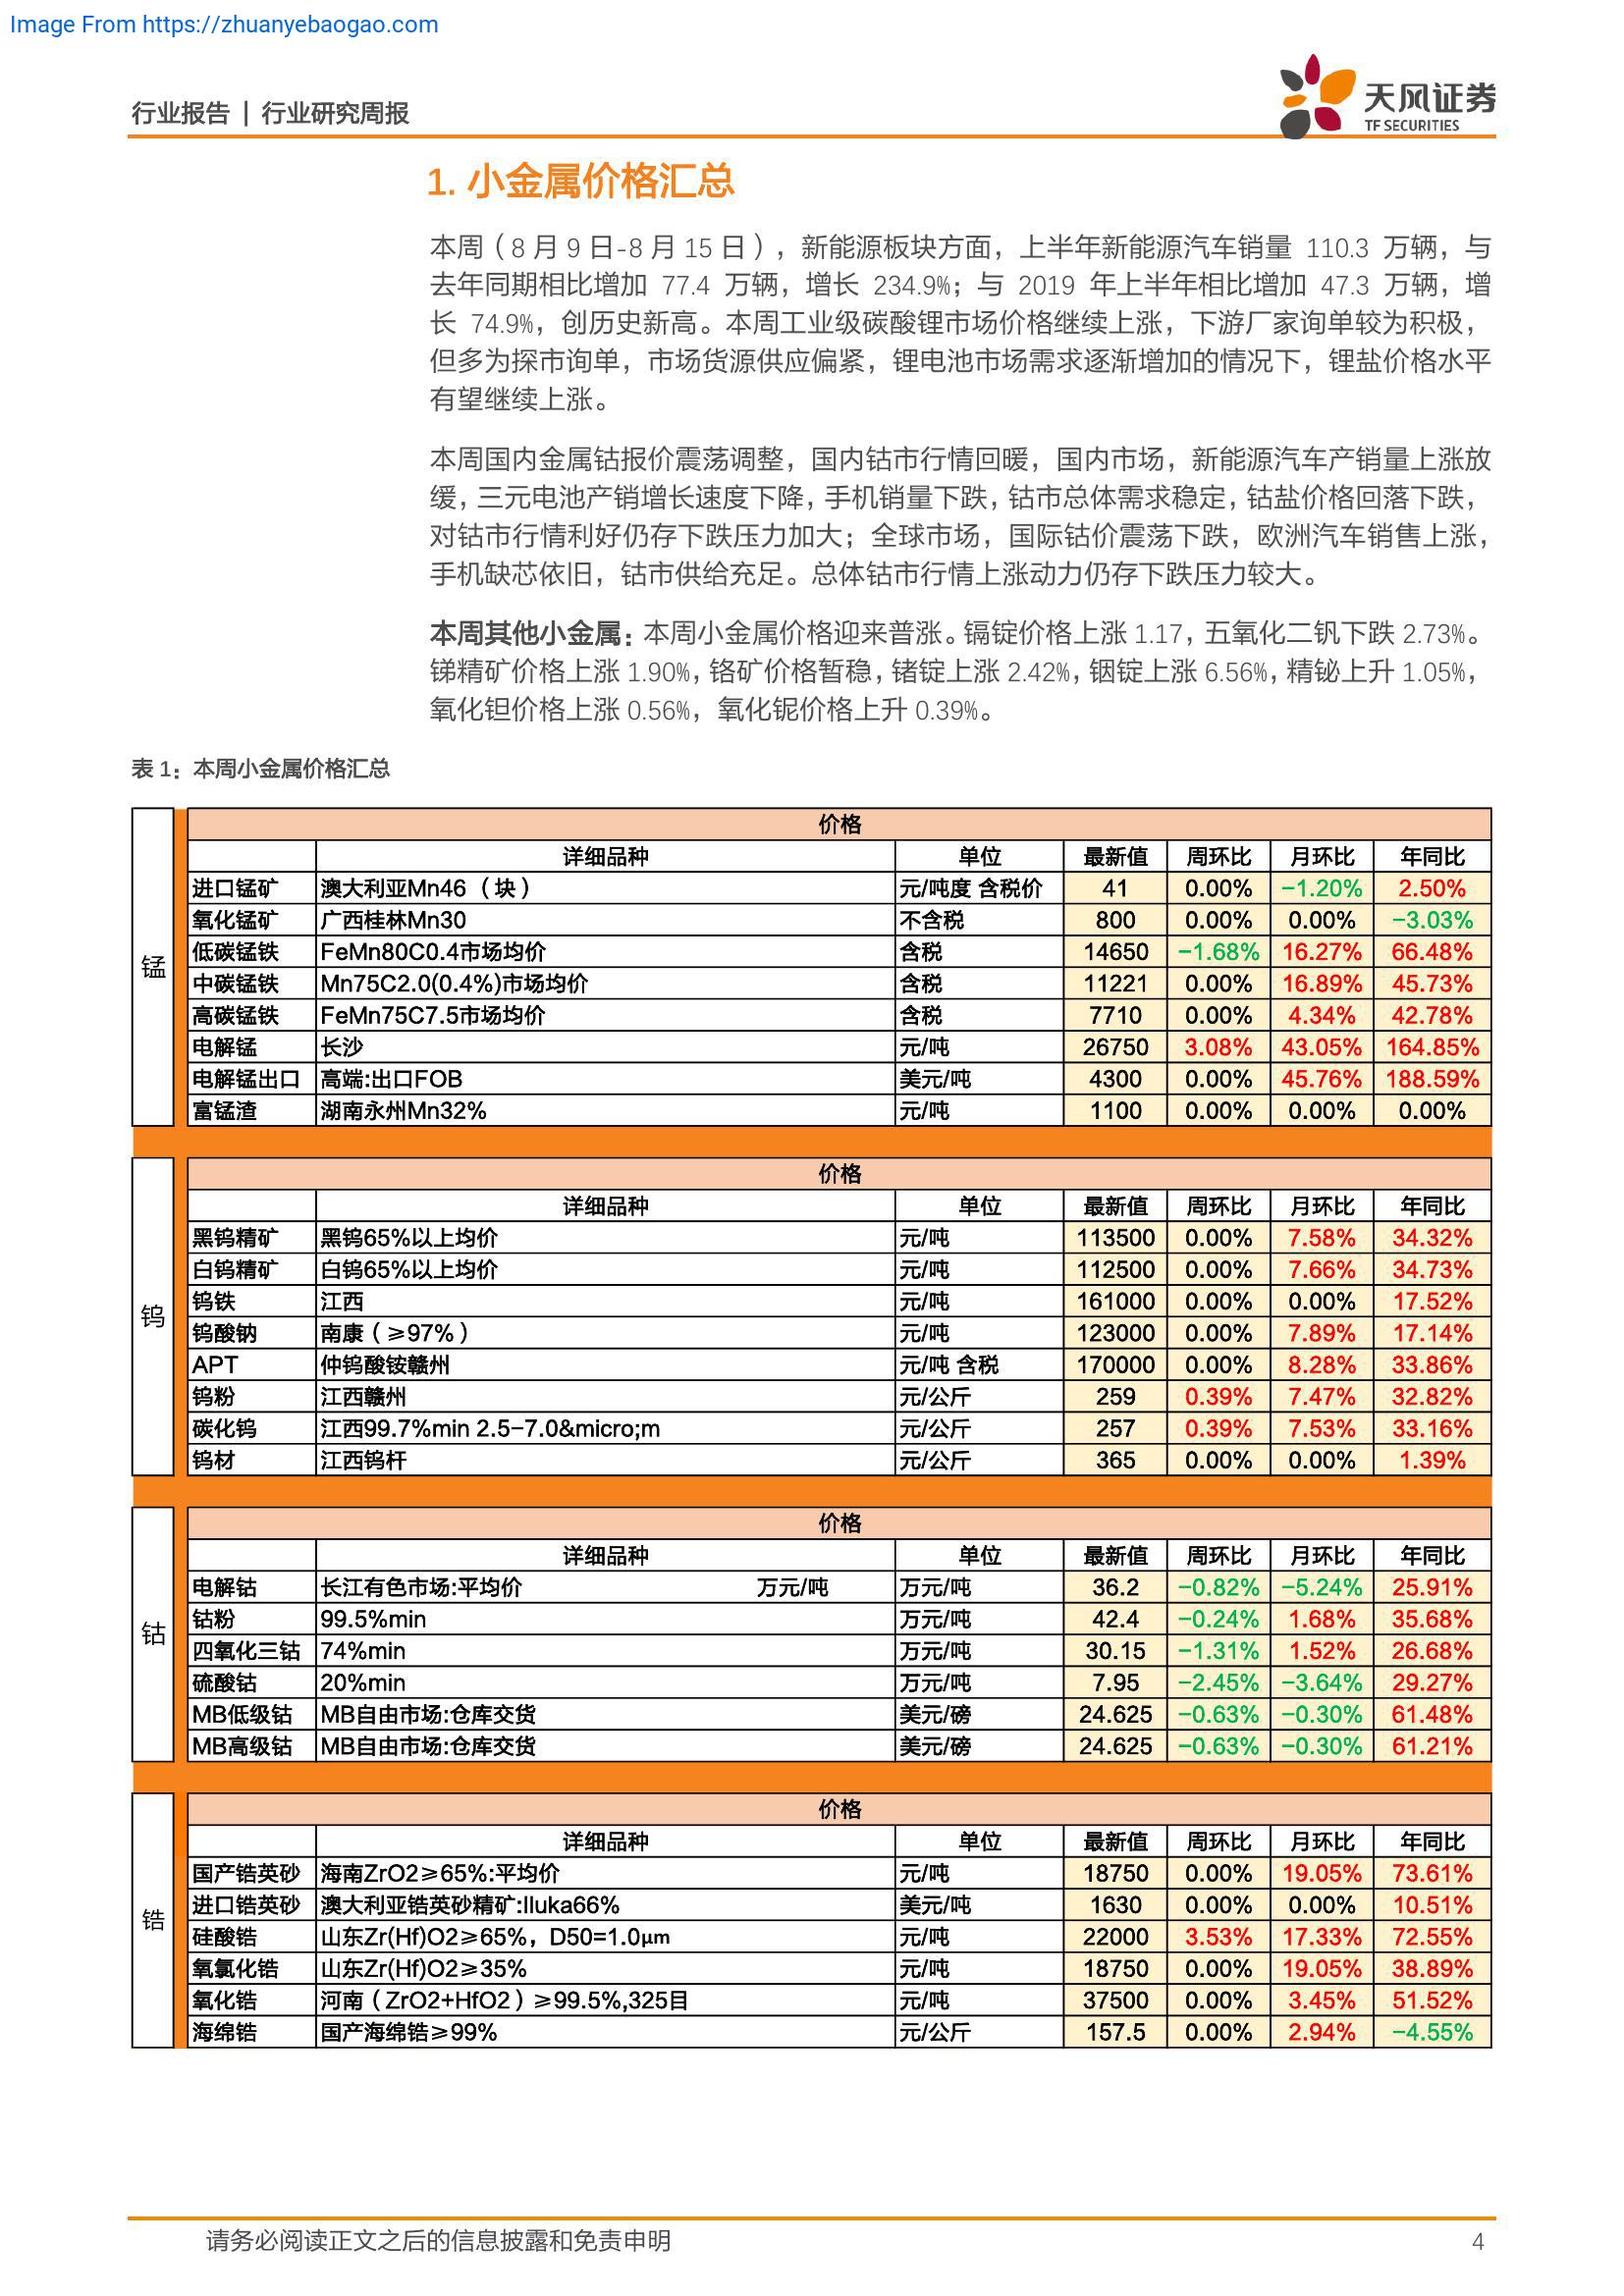 Image From https://zhuanyebaogao.com
行业报告 | 行业研究周报
天风证券
TF SECURITIES
1. 小金属价格汇总
本周（8 月 9 日-8 月 15 日），新能源板块方面，上半年新能源汽车销量 110.3 万辆，与
去年同期相比增加 77.4 万辆，增长 234.9%；与 2019 年上半年相比增加 47.3 万辆，增
长 74.9%，创历史新高。本周工业级碳酸锂市场价格继续上涨，下游厂家询单较为积极，
但多为探市询单，市场货源供应偏紧，锂电池市场需求逐渐增加的情况下，锂盐价格水平
有望继续上涨。
本周国内金属钴报价震荡调整，国内钴市行情回暖，国内市场，新能源汽车产销量上涨放
缓，三元电池产销增长速度下降，手机销量下跌，钴市总体需求稳定，钴盐价格回落下跌，
对钴市行情利好仍存下跌压力加大；全球市场，国际钴价震荡下跌，欧洲汽车销售上涨，
手机缺芯依旧，钴市供给充足。总体钴市行情上涨动力仍存下跌压力较大。
本周其他小金属：本周小金属价格迎来普涨。镉锭价格上涨 1.17，五氧化二钒下跌 2.73%。
锑精矿价格上涨 1.90%，铬矿价格暂稳，锗锭上涨 2.42%，铟锭上涨 6.56%，精铋上升 1.05%，
氧化钽价格上涨 0.56%，氧化铌价格上升 0.39%。
表 1：本周小金属价格汇总
锰
价格
详细品种 单位 最新值 周环比 月环比 年同比
进口锰矿 澳大利亚Mn46（块） 元/吨度 含税价 41 0.00% -1.20% 2.50%
氧化锰矿 广西桂林Mn30 不含税 800 0.00% 0.00% -3.03%
低碳锰铁 FeMn80C0.4市场均价 含税 14650 -1.68% 16.27% 66.48%
中碳锰铁 Mn75C2.0(0.4%)市场均价 含税 11221 0.00% 16.89% 45.73%
高碳锰铁 FeMn75C7.5市场均价 含税 7710 0.00% 4.34% 42.78%
电解锰 长沙 元/吨 26750 3.08% 43.05% 164.85%
电解锰出口 高端:出口FOB 美元/吨 4300 0.00% 45.76% 188.59%
富锰渣 湖南永州Mn32% 元/吨 1100 0.00% 0.00% 0.00%
钨
价格
详细品种 单位 最新值 周环比 月环比 年同比
黑钨精矿 黑钨65%以上均价 元/吨 113500 0.00% 7.58% 34.32%
白钨精矿 白钨65%以上均价 元/吨 112500 0.00% 7.66% 34.73%
钨铁 江西 元/吨 161000 0.00% 0.00% 17.52%
钨酸钠 南康（≥97%） 元/吨 123000 0.00% 7.89% 17.14%
APT 仲钨酸铵赣州 元/吨 含税 170000 0.00% 8.28% 33.86%
钨粉 江西赣州 元/公斤 259 0.39% 7.47% 32.82%
碳化钨 江西99.7%min 2.5-7.0&micro;m 元/公斤 257 0.39% 7.53% 33.16%
钨材 江西钨杆 元/公斤 365 0.00% 0.00% 1.39%
钴
价格
详细品种 单位 最新值 周环比 月环比 年同比
电解钴 长江有色市场:平均价 万元/吨 万元/吨 36.2 -0.82% -5.24% 25.91%
钴粉 99.5%min 万元/吨 42.4 -0.24% 1.68% 35.68%
四氧化三钴 74%min 万元/吨 30.15 -1.31% 1.52% 26.68%
硫酸钴 20%min 万元/吨 7.95 -2.45% -3.64% 29.27%
MB低级钴 MB自由市场:仓库交货 美元/磅 24.625 -0.63% -0.30% 61.48%
MB高级钴 MB自由市场:仓库交货 美元/磅 24.625 -0.63% -0.30% 61.21%
锆
价格
详细品种 单位 最新值 周环比 月环比 年同比
国产锆英砂 海南ZrO2≥65%:平均价 元/吨 18750 0.00% 19.05% 73.61%
进口锆英砂 澳大利亚锆英砂精矿:Iluka66% 美元/吨 1630 0.00% 0.00% 10.51%
硅酸锆 山东Zr(Hf)O2≥65%，D50=1.0μm 元/吨 22000 3.53% 17.33% 72.55%
氧氯化锆 山东Zr(Hf)O2≥35% 元/吨 18750 0.00% 19.05% 38.89%
氧化锆 河南（ZrO2+HfO2）≥99.5%,325目 元/吨 37500 0.00% 3.45% 51.52%
海绵锆 国产海绵锆≥99% 元/公斤 157.5 0.00% 2.94% -4.55%
请务必阅读正文之后的信息披露和免责申明 4